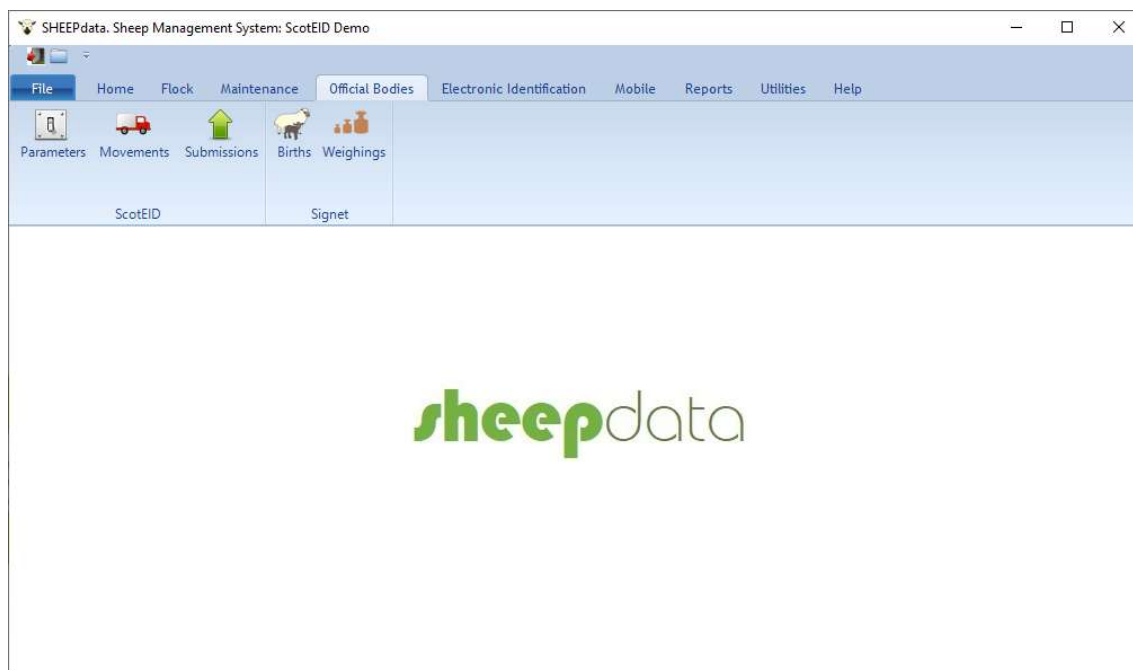 SHEEPdata. Sheep Management System: ScotEID Demo
File Home Flock Maintenance Official Bodies Electronic Identification Mobile Reports Utilities Help
Parameters Movements Submissions Births Weighings
ScotEID Signet
sheepdata